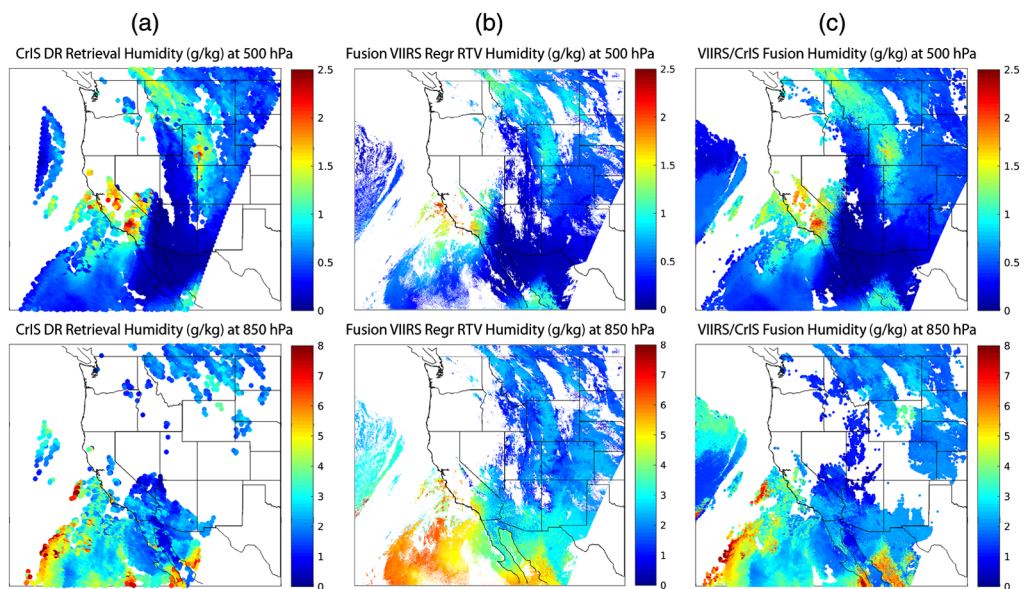 (a) (b) (c)
CrIS DR Retrieval Humidity (g/kg) at 500 hPa
Fusion VIIRS Regr RTV Humidity (g/kg) at 500 hPa
VIIRS/CrIS Fusion Humidity (g/kg) at 500 hPa
2.5 2.5 2.5
2 2 2
1.5 1.5 1.5
1 1 1
0.5 0.5 0.5
0 0 0
CrIS DR Retrieval Humidity (g/kg) at 850 hPa
Fusion VIIRS Regr RTV Humidity (g/kg) at 850 hPa
VIIRS/CrIS Fusion Humidity (g/kg) at 850 hPa
8 8 8
7 7 7
6 6 6
5 5 5
4 4 4
3 3 3
2 2 2
1 1 1
0 0 0